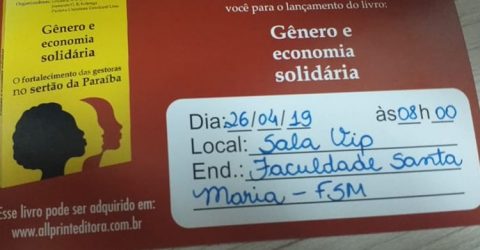 você para o lançamento do livro:
Gênero e
economia
solidária
Dia: 26/04/19 às 08h 00
Local: Sala Vip
End.: Faculdade Santa
Maria - FSM
Gênero e
economia
solidária
O fortalecimento das gestoras
no sertão da Paraíba
Esse livro pode ser adquirido em:
www.allprinteditora.com.br